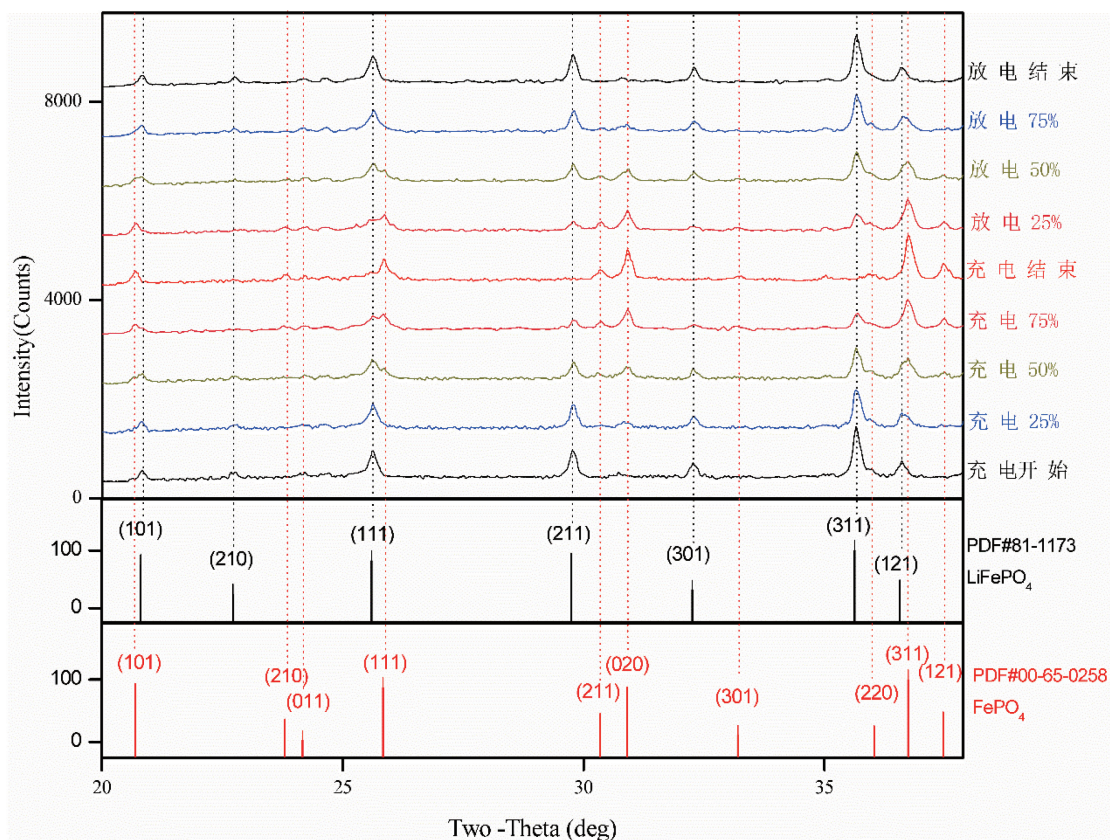 放电结束
8000
放电 75%
放电 50%
放电 25%
充电结束
4000
充电 75%
充电 50%
充电 25%
充电开始
0
Intensity(Counts)
(101)
(210)
(111)
(211)
(301)
(311)
(121)
100
0
PDF#81-1173
LiFePO4
(101)
(210)
(011)
(111)
(211)
(020)
(301)
(220)
(311)
(121)
100
0
PDF#00-65-0258
FePO4
20
25
30
35
Two -Theta (deg)